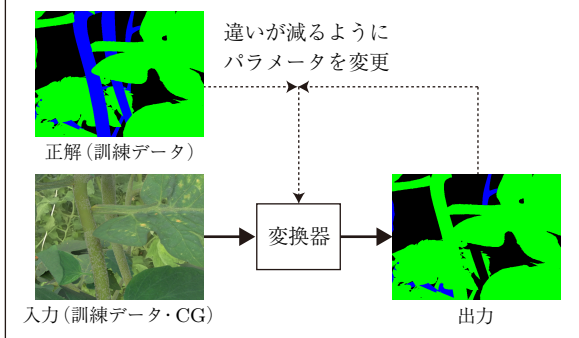 違いが減るように
パラメータを変更
正解(訓練データ)
変換器
入力(訓練データ・CG)
出力